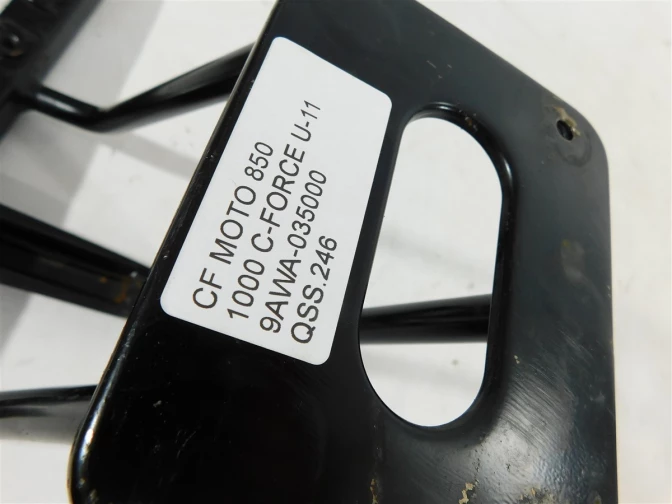 CF MOTO 850
1000 C-FORCE U-11
9AWA-035000
QSS.246